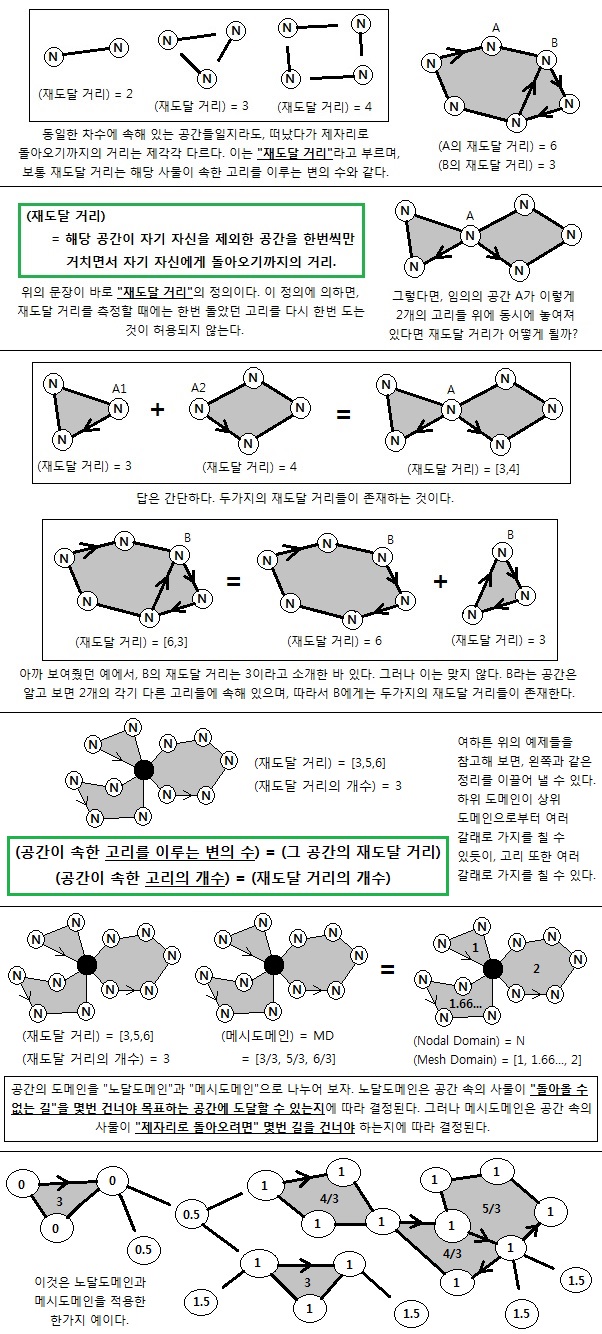 N N N N N N N N N
(재도달 거리) = 2
(재도달 거리) = 3
(재도달 거리) = 4
A
B
N N N N N N
(A의 재도달 거리) = 6
(B의 재도달 거리) = 3
동일한 차수에 속해 있는 공간들일지라도, 떠났다가 제자리로
돌아오기까지의 거리는 제각각 다르다. 이는 "재도달 거리"라고 부르며,
보통 재도달 거리는 해당 사물이 속한 고리를 이루는 변의 수와 같다.
(재도달 거리)
= 해당 공간이 자기 자신을 제외한 공간을 한번씩만
거치면서 자기 자신에게 돌아오기까지의 거리.
위의 문장이 바로 "재도달 거리"의 정의이다. 이 정의에 의하면,
재도달 거리를 측정할 때에는 한번 돌았던 고리를 다시 한번 도는
것이 허용되지 않는다.
A
N N N N N N
그렇다면, 임의의 공간 A가 이렇게
2개의 고리들 위에 동시에 놓여져
있다면 재도달 거리가 어떻게 될까?
A1
N N N
(재도달 거리) = 3
+
A2
N N N N
(재도달 거리) = 4
=
A
N N N N N N
(재도달 거리) = [3,4]
답은 간단하다. 두가지의 재도달 거리들이 존재하는 것이다.
B
N N N N N N
(재도달 거리) = [6,3]
=
B
N N N N N N
(재도달 거리) = 6
+
B
N N N
(재도달 거리) = 3
아까 보여줬던 예에서, B의 재도달 거리는 3이라고 소개한 바 있다. 그러나 이는 맞지 않다. B라는 공간은
알고 보면 2개의 각기 다른 고리들에 속해 있으며, 따라서 B에게는 두가지의 재도달 거리들이 존재한다.
N N N N N N N N N N N
(재도달 거리) = [3,5,6]
(재도달 거리의 개수) = 3
여하튼 위의 예제들을
참고해 보면, 왼쪽과 같은
정리를 이끌어 낼 수 있다.
하위 도메인이 상위
도메인으로부터 여러
갈래로 가지를 칠 수
있듯이, 고리 또한 여러
갈래로 가지를 칠 수 있다.
(공간이 속한 고리를 이루는 변의 수) = (그 공간의 재도달 거리)
(공간이 속한 고리의 개수) = (재도달 거리의 개수)
N N N N N N N N N N N
(재도달 거리) = [3,5,6]
(재도달 거리의 개수) = 3
N N N N N N N N N N N
(메시도메인) = MD
= [3/3, 5/3, 6/3]
=
N N N N N N N N N N N
1
2
1.66...
(Nodal Domain) = N
(Mesh Domain) = [1, 1.66..., 2]
공간의 도메인을 "노달도메인"과 "메시도메인"으로 나누어 보자. 노달도메인은 공간 속의 사물이 "돌아올 수
없는 길"을 몇번 건너야 목표하는 공간에 도달할 수 있는지에 따라 결정된다. 그러나 메시도메인은 공간 속의
사물이 "제자리로 돌아오려면" 몇번 길을 건너야 하는지에 따라 결정된다.
0 0 3 0
0.5 0.5
1 1 4/3 1 1
1 1 5/3 1
1 4/3 1 1
1 1 3 1
1.5 1.5 1.5 1.5
이것은 노달도메인과
메시도메인을 적용한
한가지 예이다.